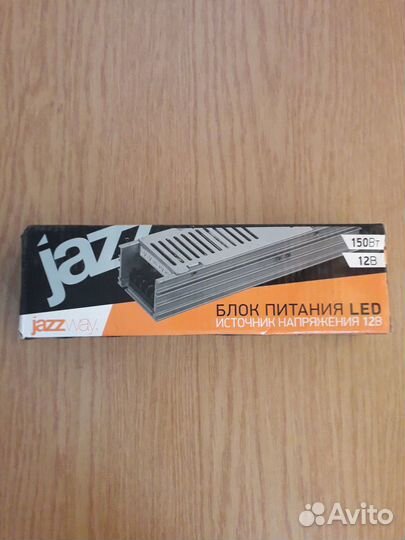 jazz
150Вт
12В
БЛОК ПИТАНИЯ LED
ИСТОЧНИК НАПРЯЖЕНИЯ 12В
jazzway.
Avito